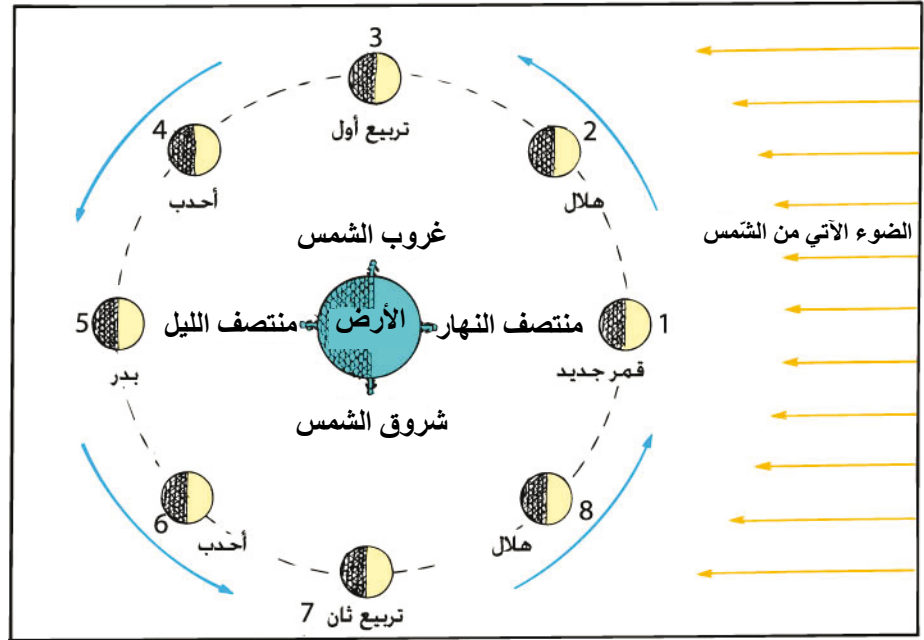 3
تربيع أول
4
أحدب
2
هلال
الضوء الآتي من الشّمس
غروب الشمس
منتصف الليل
الأرض
منتصف النهار
شروق الشمس
5
بدر
1
قمر جديد
6
أحدب
8
هلال
7 تربيع ثان